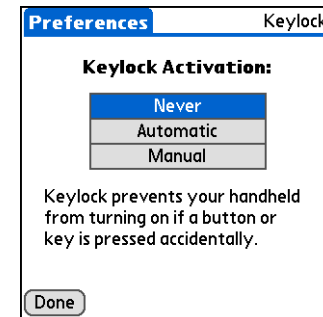 Preferences Keylock
Keylock Activation:
Never
Automatic
Manual
Keylock prevents your handheld
from turning on if a button or
key is pressed accidentally.
Done